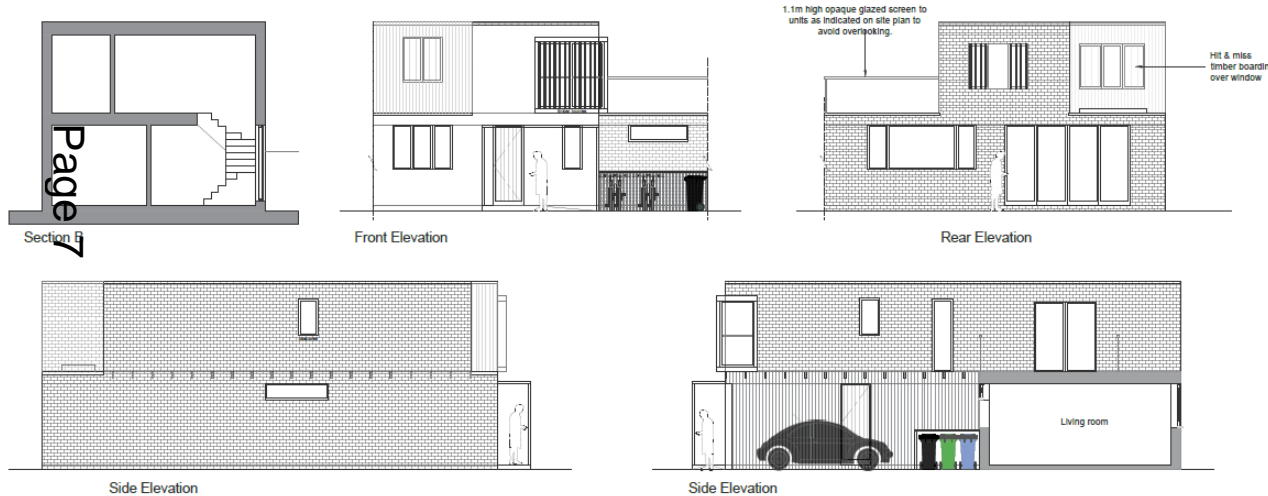 1.1m high opaque glazed screen to
units as indicated on site plan to
avoid overlooking.
Hit & miss
timber boarding
over window
Page 7
Section B
Front Elevation
Rear Elevation
Living room
Side Elevation
Side Elevation